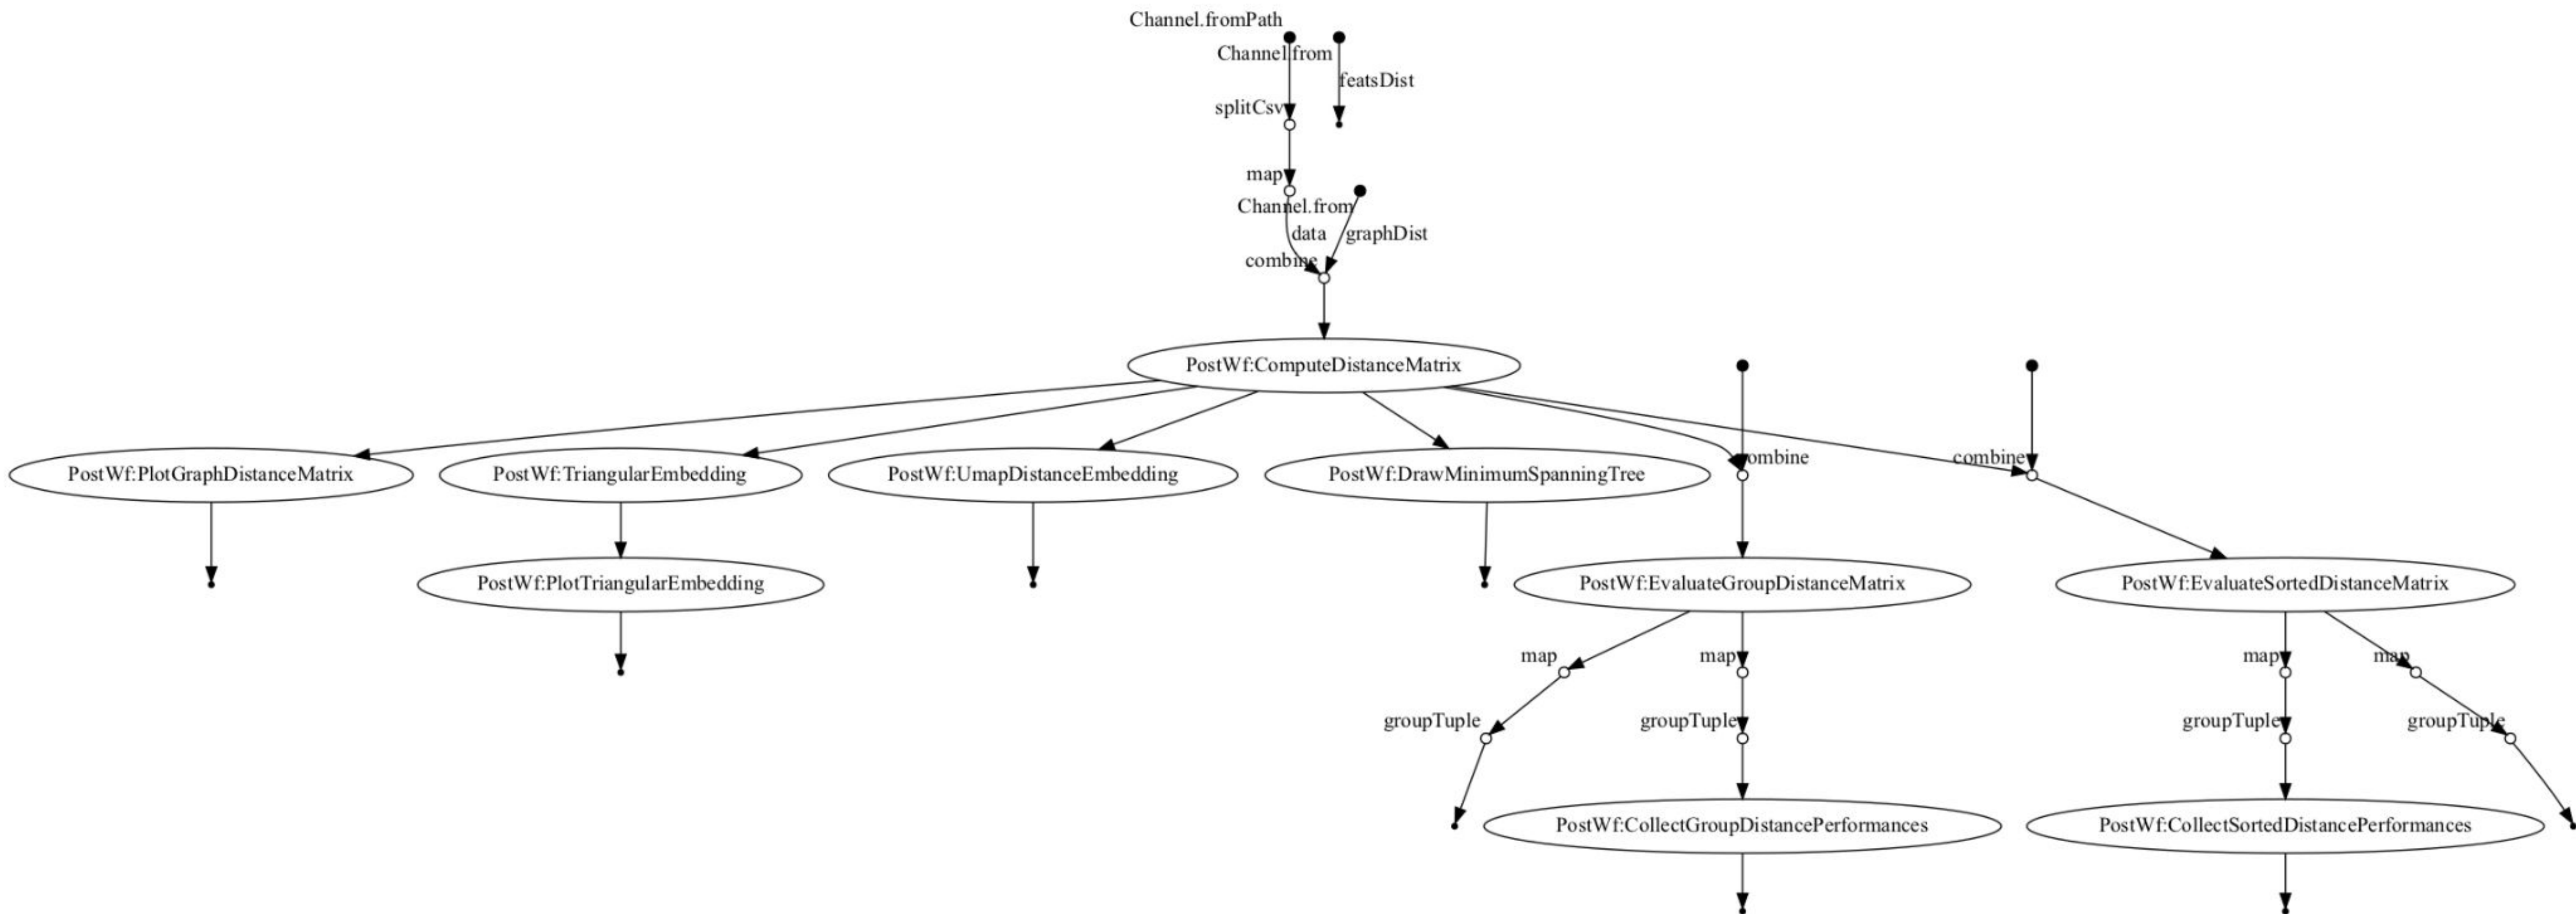 Channel.fromPath
Channel.from
featsDist
splitCsv
map
Channel.from
data
graphDist
combine
PostWf:ComputeDistanceMatrix
combine
combine
PostWf:PlotGraphDistanceMatrix
PostWf:TriangularEmbedding
PostWf:UmapDistanceEmbedding
PostWf:DrawMinimumSpanningTree
PostWf:PlotTriangularEmbedding
PostWf:EvaluateGroupDistanceMatrix
PostWf:EvaluateSortedDistanceMatrix
map
map
map
map
groupTuple
groupTuple
groupTuple
groupTuple
PostWf:CollectGroupDistancePerformances
PostWf:CollectSortedDistancePerformances